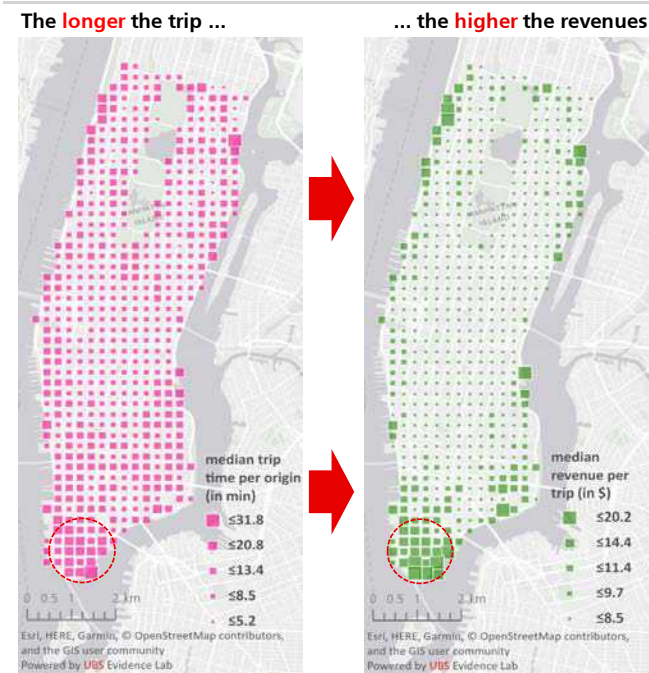 The longer the trip ...
... the higher the revenues
MANHATTAN
ISLAND
MANHATTAN
ISLAND
median trip
time per origin
(in min)
≤31.8
≤20.8
≤13.4
≤8.5
≤5.2
0 0.5 1 2 km
Esri, HERE, Garmin, © OpenStreetMap contributors,
and the GIS user community
Powered by UBS Evidence Lab
median
revenue per
trip (in $)
≤20.2
≤14.4
≤11.4
≤9.7
≤8.5
0 0.5 1 2 km
Esri, HERE, Garmin, © OpenStreetMap contributors,
and the GIS user community
Powered by UBS Evidence Lab